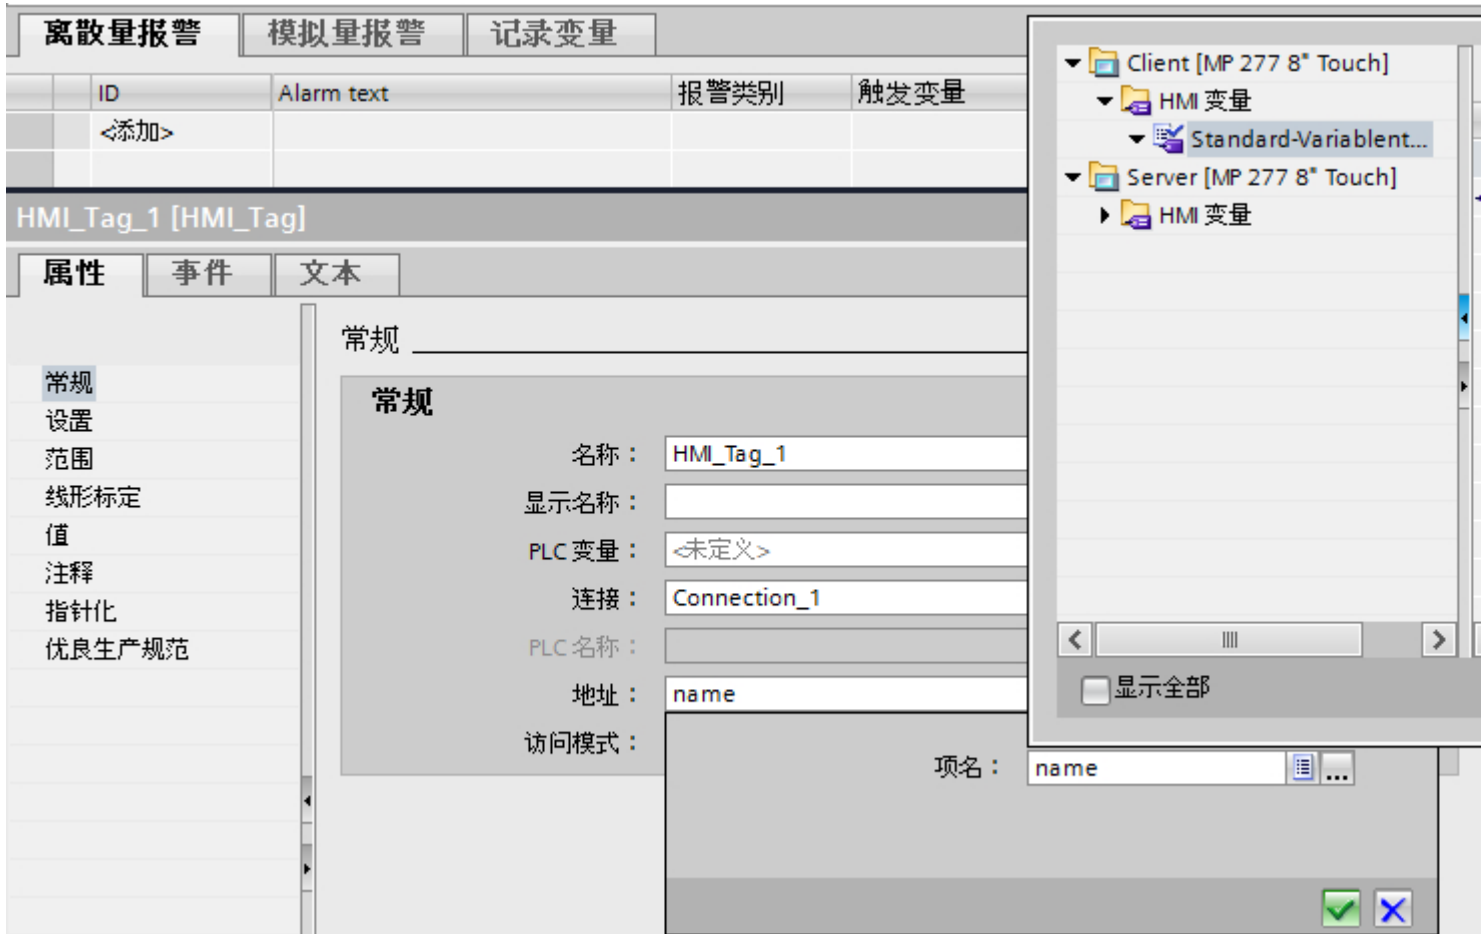 离散量报警 模拟量报警 记录变量
ID Alarm text 报警类别 触发变量
<添加>
HMI_Tag_1 [HMI_Tag]
属性 事件 文本
常规
设置
范围
线形标定
值
注释
指针化
优良生产规范
常规
常规
名称： HMI_Tag_1
显示名称：
PLC 变量： <未定义>
连接： Connection_1
PLC 名称：
地址： name
访问模式：
项名： name
...
Client [MP 277 8" Touch]
HMI 变量
Standard-Variablent...
Server [MP 277 8" Touch]
HMI 变量
显示全部